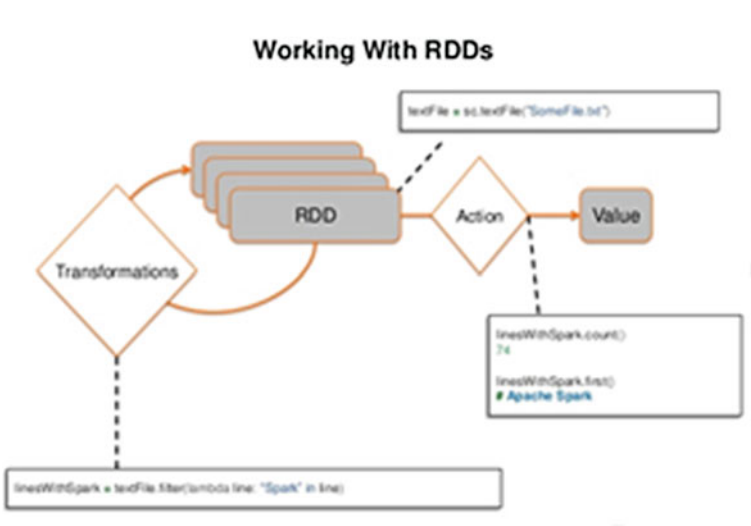 Working With RDDs
textFile = sc.textFile("SomeFile.txt")
RDD
Action
Value
Transformations
linesWithSpark.count()
74
linesWithSpark.first()
# Apache Spark
linesWithSpark = textFile.filter(lambda line: "Spark" in line)